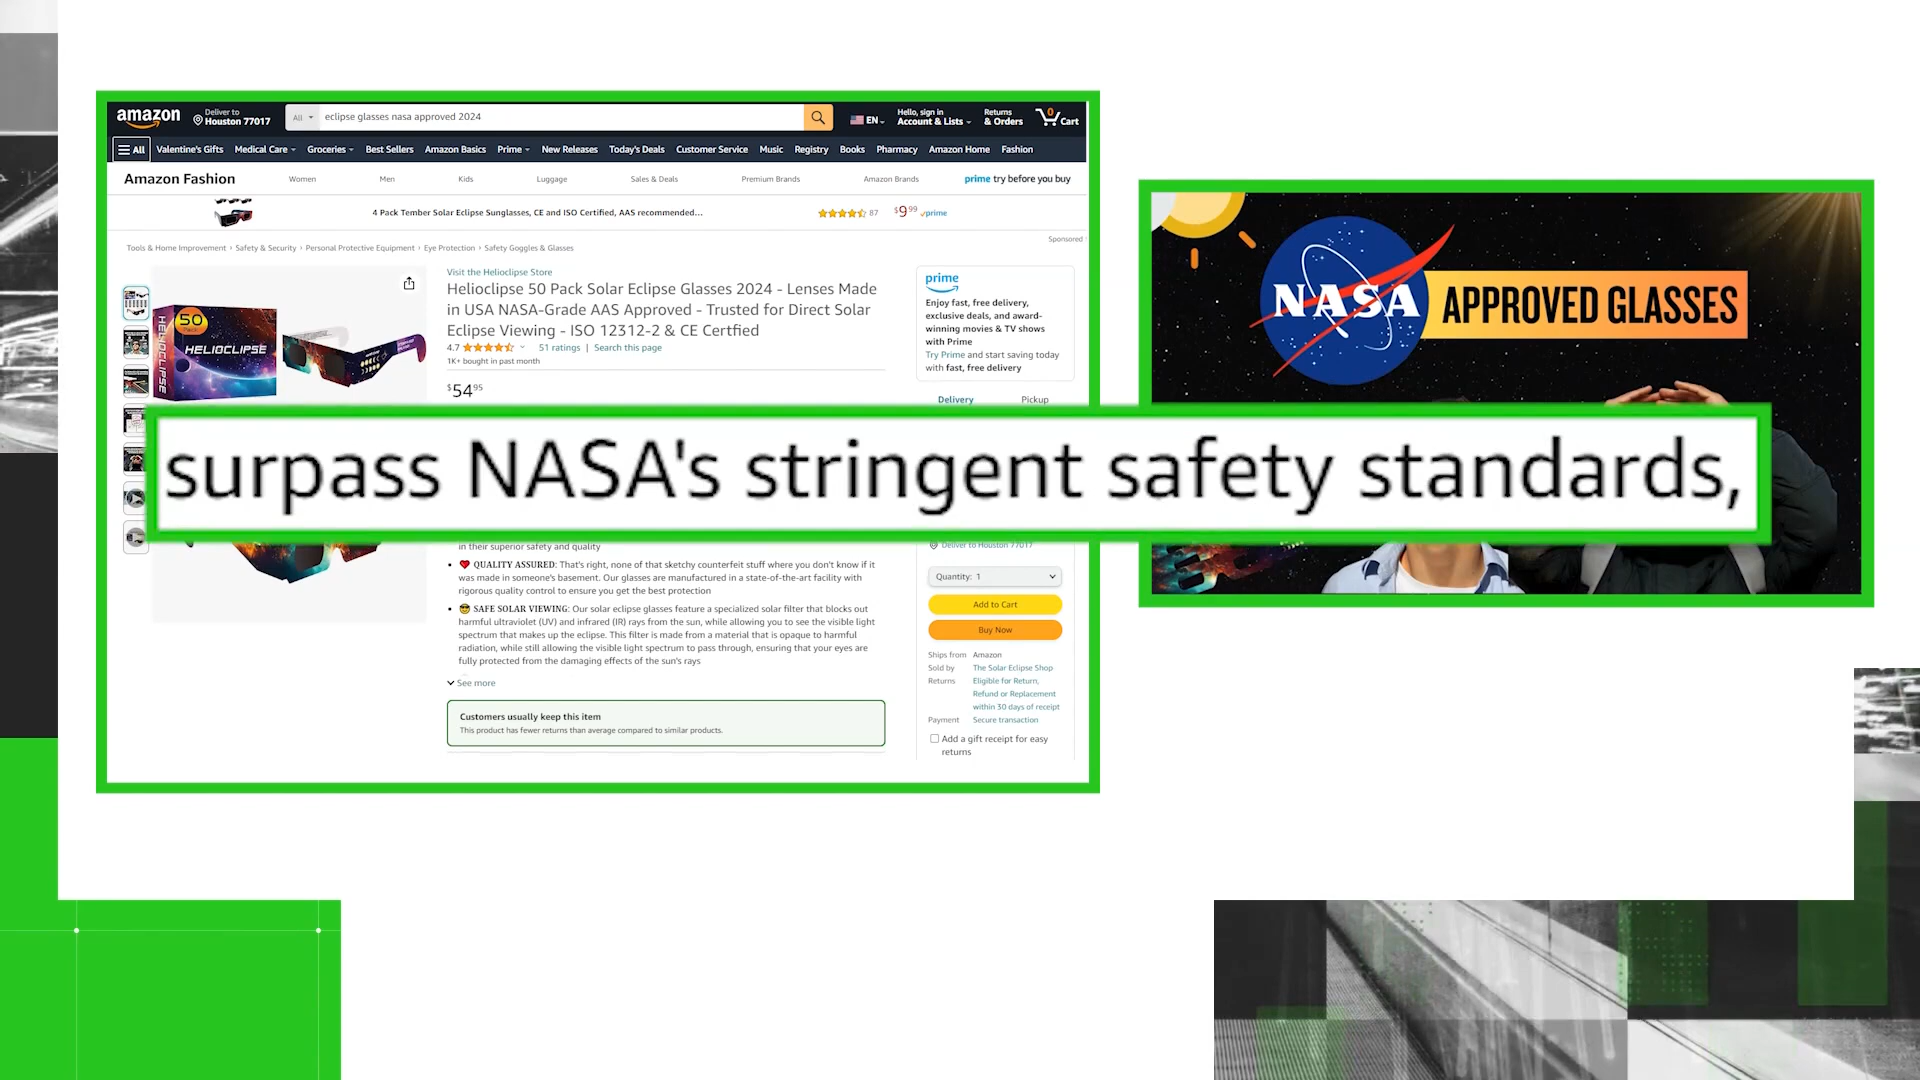 amazon
Deliver to
Houston 77017
All
eclipse glasses nasa approved 2024
EN
Hello, sign in
Account & Lists
Returns
& Orders
0
Cart
All
Valentine's Gifts
Medical Care
Groceries
Best Sellers
Amazon Basics
Prime
New Releases
Today's Deals
Customer Service
Music
Registry
Books
Pharmacy
Amazon Home
Fashion
Amazon Fashion
Women
Men
Kids
Luggage
Sales & Deals
Premium Brands
Amazon Brands
prime try before you buy
4 Pack Tember Solar Eclipse Sunglasses, CE and ISO Certified, AAS recommended...
87
$9.99
prime
Sponsored
Tools & Home Improvement › Safety & Security › Personal Protective Equipment › Eye Protection › Safety Goggles & Glasses
50
HELIOCLIPSE
HELIOCLIPSE
Visit the Helioclipse Store
Helioclipse 50 Pack Solar Eclipse Glasses 2024 - Lenses Made
in USA NASA-Grade AAS Approved - Trusted for Direct Solar
Eclipse Viewing - ISO 12312-2 & CE Certfied
4.7
51 ratings | Search this page
1K+ bought in past month
$54.95
prime
Enjoy fast, free delivery,
exclusive deals, and award-
winning movies & TV shows
with Prime
Try Prime and start saving today
with fast, free delivery
Delivery
Pickup
NASA
APPROVED GLASSES
surpass NASA's stringent safety standards,
in their superior safety and quality
QUALITY ASSURED: That's right, none of that sketchy counterfeit stuff where you don't know if it
was made in someone's basement. Our glasses are manufactured in a state-of-the-art facility with
rigorous quality control to ensure you get the best protection
SAFE SOLAR VIEWING: Our solar eclipse glasses feature a specialized solar filter that blocks out
harmful ultraviolet (UV) and infrared (IR) rays from the sun, while allowing you to see the visible light
spectrum that makes up the eclipse. This filter is made from a material that is opaque to harmful
radiation, while still allowing the visible light spectrum to pass through, ensuring that your eyes are
fully protected from the damaging effects of the sun's rays
See more
Customers usually keep this item
This product has fewer returns than average compared to similar products.
Deliver to Houston 77017
Quantity: 1
Add to Cart
Buy Now
Ships from
Amazon
Sold by
The Solar Eclipse Shop
Returns
Eligible for Return,
Refund or Replacement
within 30 days of receipt
Payment
Secure transaction
Add a gift receipt for easy
returns